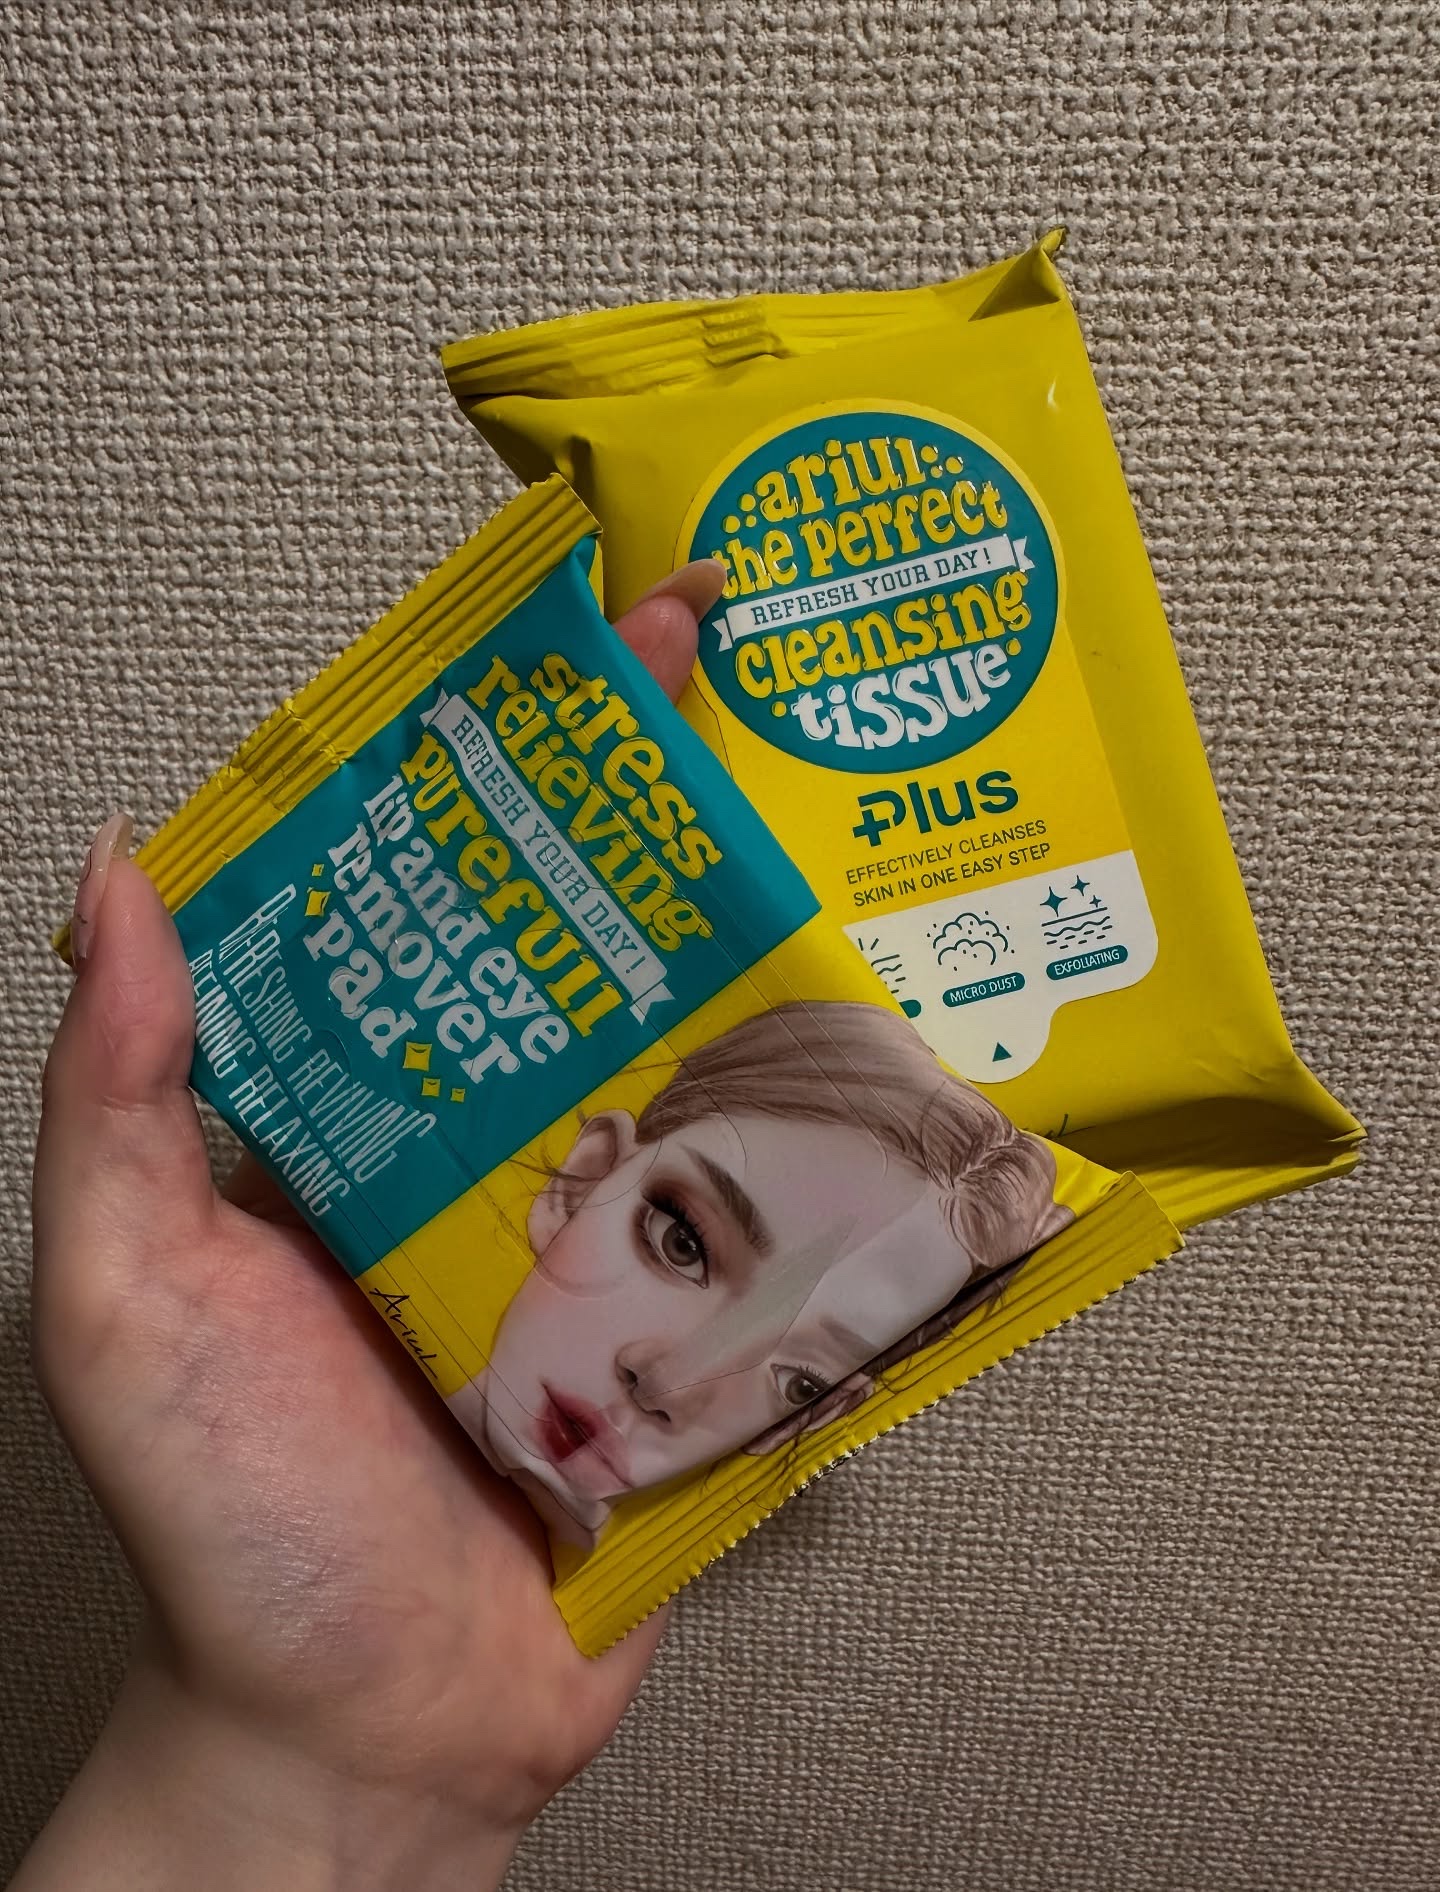 ariul
the perfect
REFRESH YOUR DAY!
cleansing
tissue
Plus
EFFECTIVELY CLEANSES
SKIN IN ONE EASY STEP
MICRO DUST
EXFOLIATING
stress
relieving
REFRESH YOUR DAY!
purefull
lip and eye
remover
pad
REFRESHING REVIVING
RENEWING RELAXING
Ariul